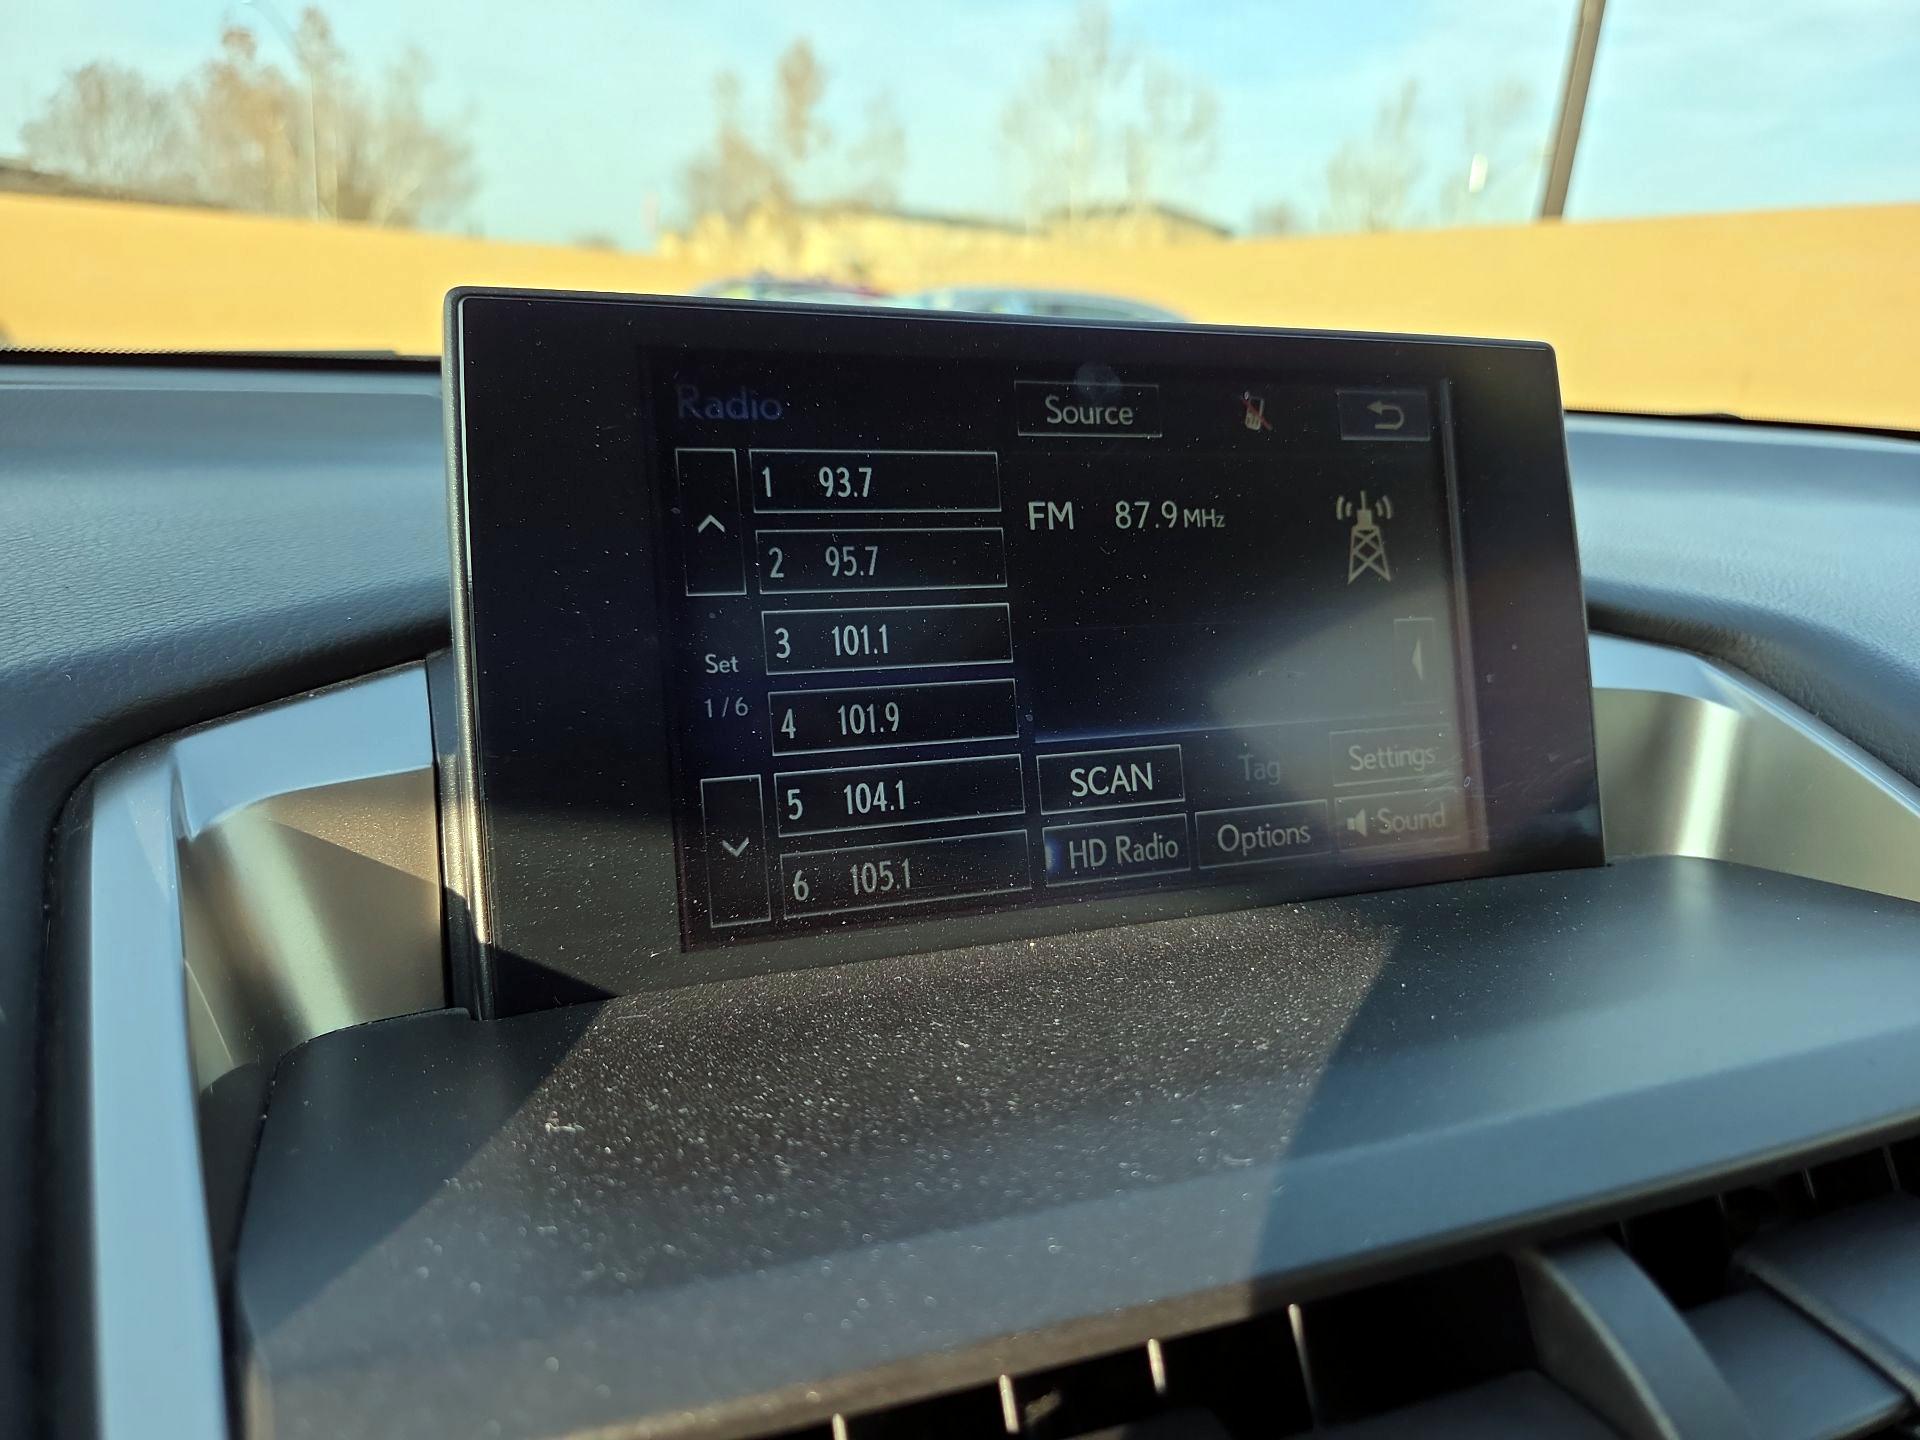 Radio
Source
1 93.7
2 95.7
3 101.1
4 101.9
5 104.1
6 105.1
Set
1/6
FM 87.9 MHz
SCAN
Tag
Settings
HD Radio
Options
Sound